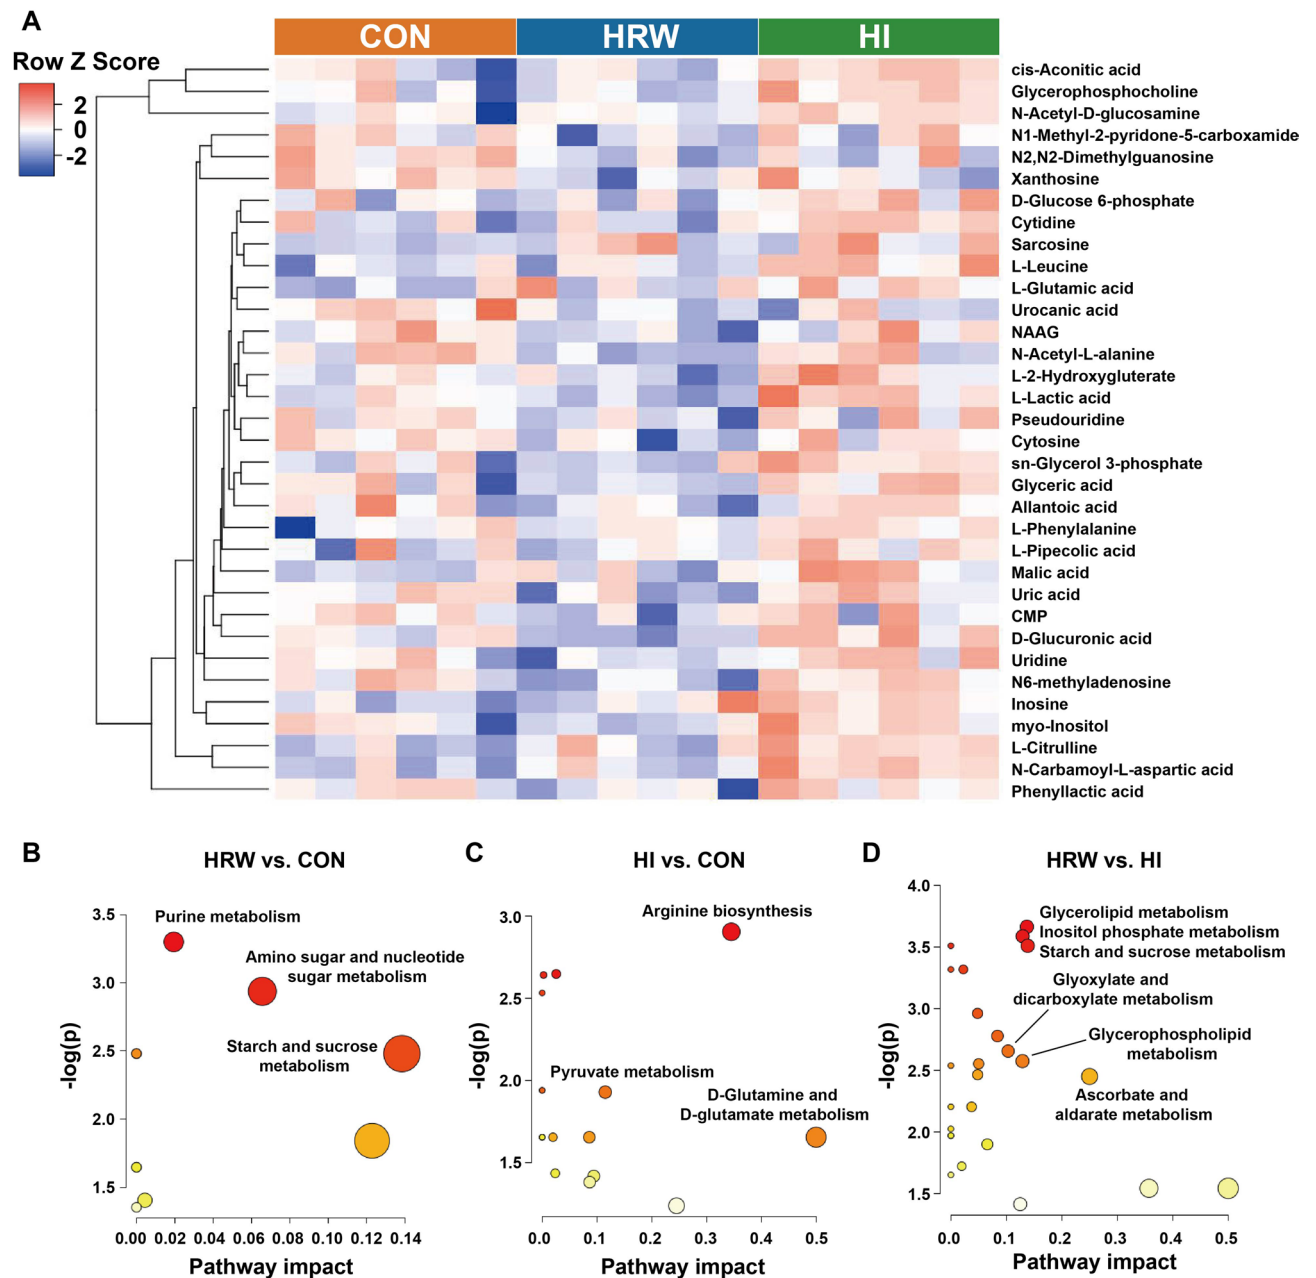 A
CON HRW HI
Row Z Score
2
0
-2
cis-Aconitic acid
Glycerophosphocholine
N-Acetyl-D-glucosamine
N1-Methyl-2-pyridone-5-carboxamide
N2,N2-Dimethylguanosine
Xanthosine
D-Glucose 6-phosphate
Cytidine
Sarcosine
L-Leucine
L-Glutamic acid
Urocanic acid
NAAG
N-Acetyl-L-alanine
L-2-Hydroxygluterate
L-Lactic acid
Pseudouridine
Cytosine
sn-Glycerol 3-phosphate
Glyceric acid
Allantoic acid
L-Phenylalanine
L-Pipecolic acid
Malic acid
Uric acid
CMP
D-Glucuronic acid
Uridine
N6-methyladenosine
Inosine
myo-Inositol
L-Citrulline
N-Carbamoyl-L-aspartic acid
Phenyllactic acid
B
HRW vs. CON
3.5
3.0
2.5
2.0
1.5
-log(p)
Purine metabolism
Amino sugar and nucleotide
sugar metabolism
Starch and sucrose
metabolism
0.00 0.02 0.04 0.06 0.08 0.10 0.12 0.14
Pathway impact
C
HI vs. CON
3.0
2.5
2.0
1.5
-log(p)
Arginine biosynthesis
Pyruvate metabolism
D-Glutamine and
D-glutamate metabolism
0.0 0.1 0.2 0.3 0.4 0.5
Pathway impact
D
HRW vs. HI
4.0
3.5
3.0
2.5
2.0
1.5
-log(p)
Glycerolipid metabolism
Inositol phosphate metabolism
Starch and sucrose metabolism
Glyoxylate and
dicarboxylate metabolism
Glycerophospholipid
metabolism
Ascorbate and
aldarate metabolism
0.0 0.1 0.2 0.3 0.4 0.5
Pathway impact